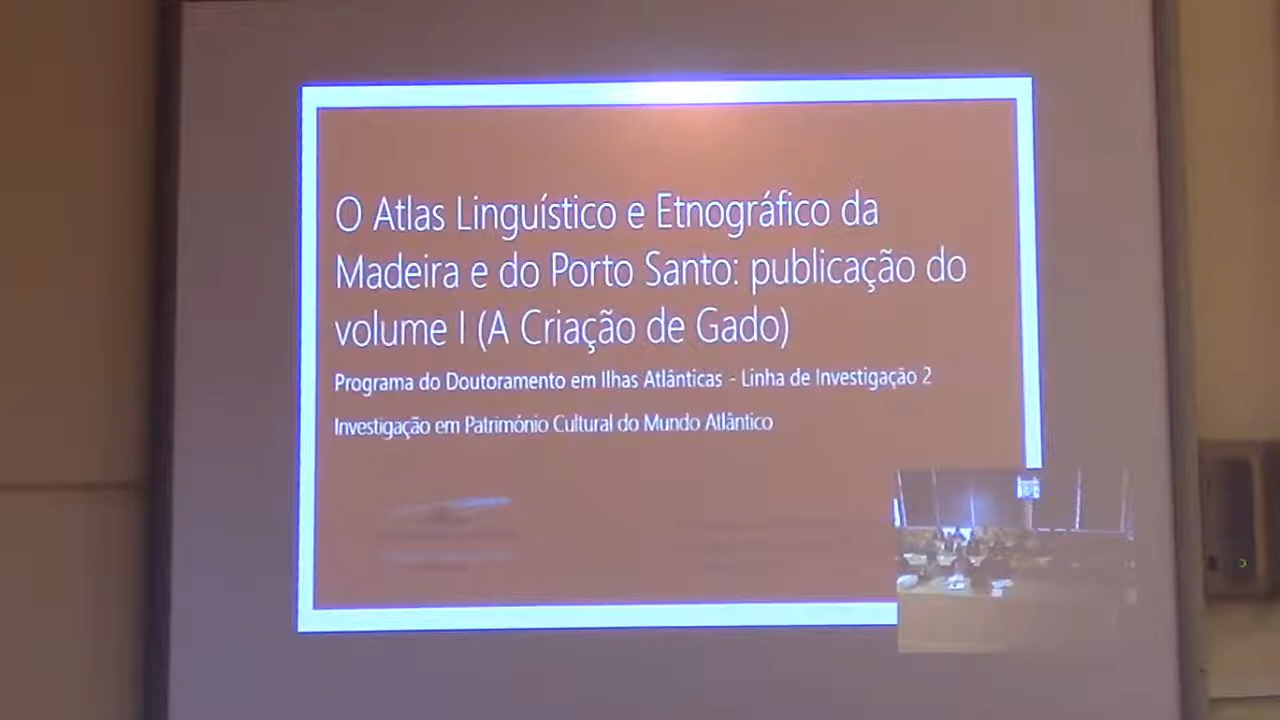 O Atlas Linguístico e Etnográfico da
Madeira e do Porto Santo: publicação do
volume I (A Criação de Gado)
Programa do Doutoramento em Ilhas Atlânticas - Linha de Investigação 2
Investigação em Património Cultural do Mundo Atlântico